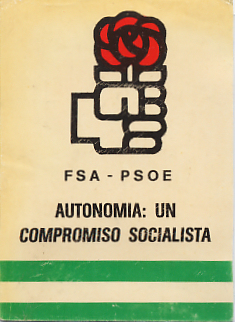 FSA - PSOE
AUTONOMIA: UN
COMPROMISO SOCIALISTA